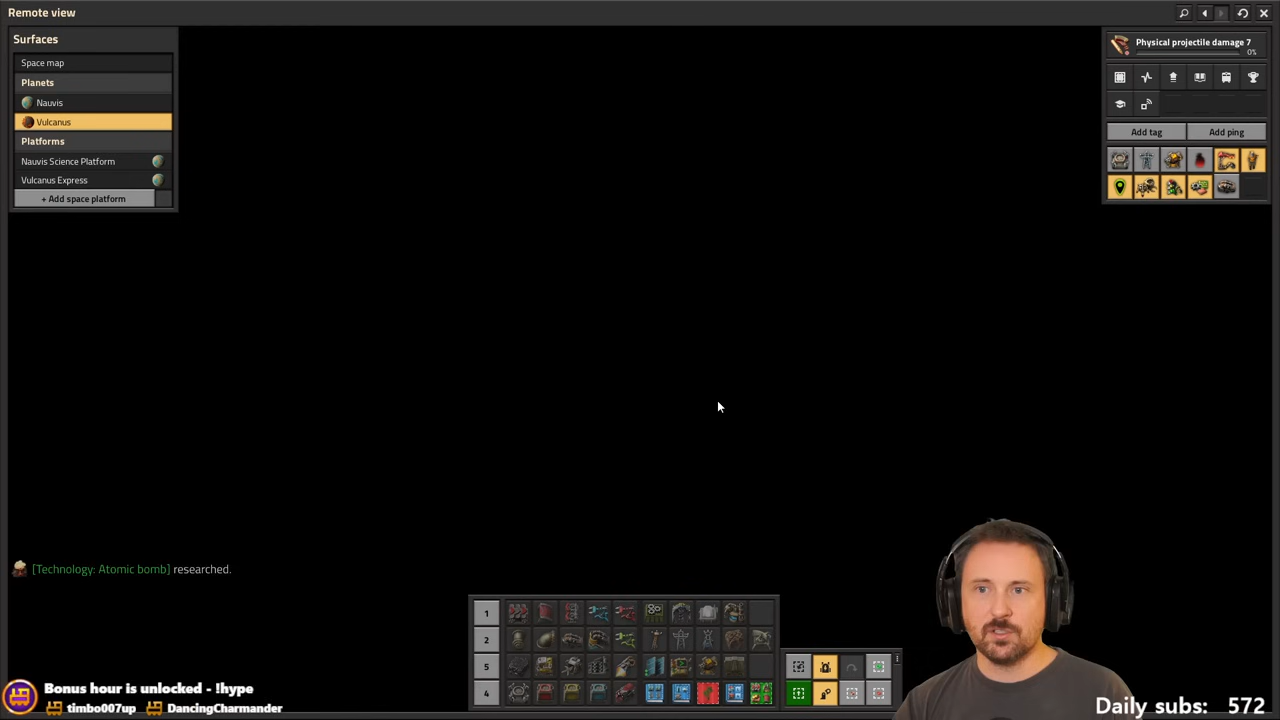 Remote view
Surfaces
Space map
Planets
Nauvis
Vulcanus
Platforms
Nauvis Science Platform
Vulcanus Express
+ Add space platform
Physical projectile damage 7
0%
Add tag
Add ping
[Technology: Atomic bomb] researched.
1
2
5
4
Bonus hour is unlocked - !hype
timbo007up
DancingCharmander
Daily subs: 572